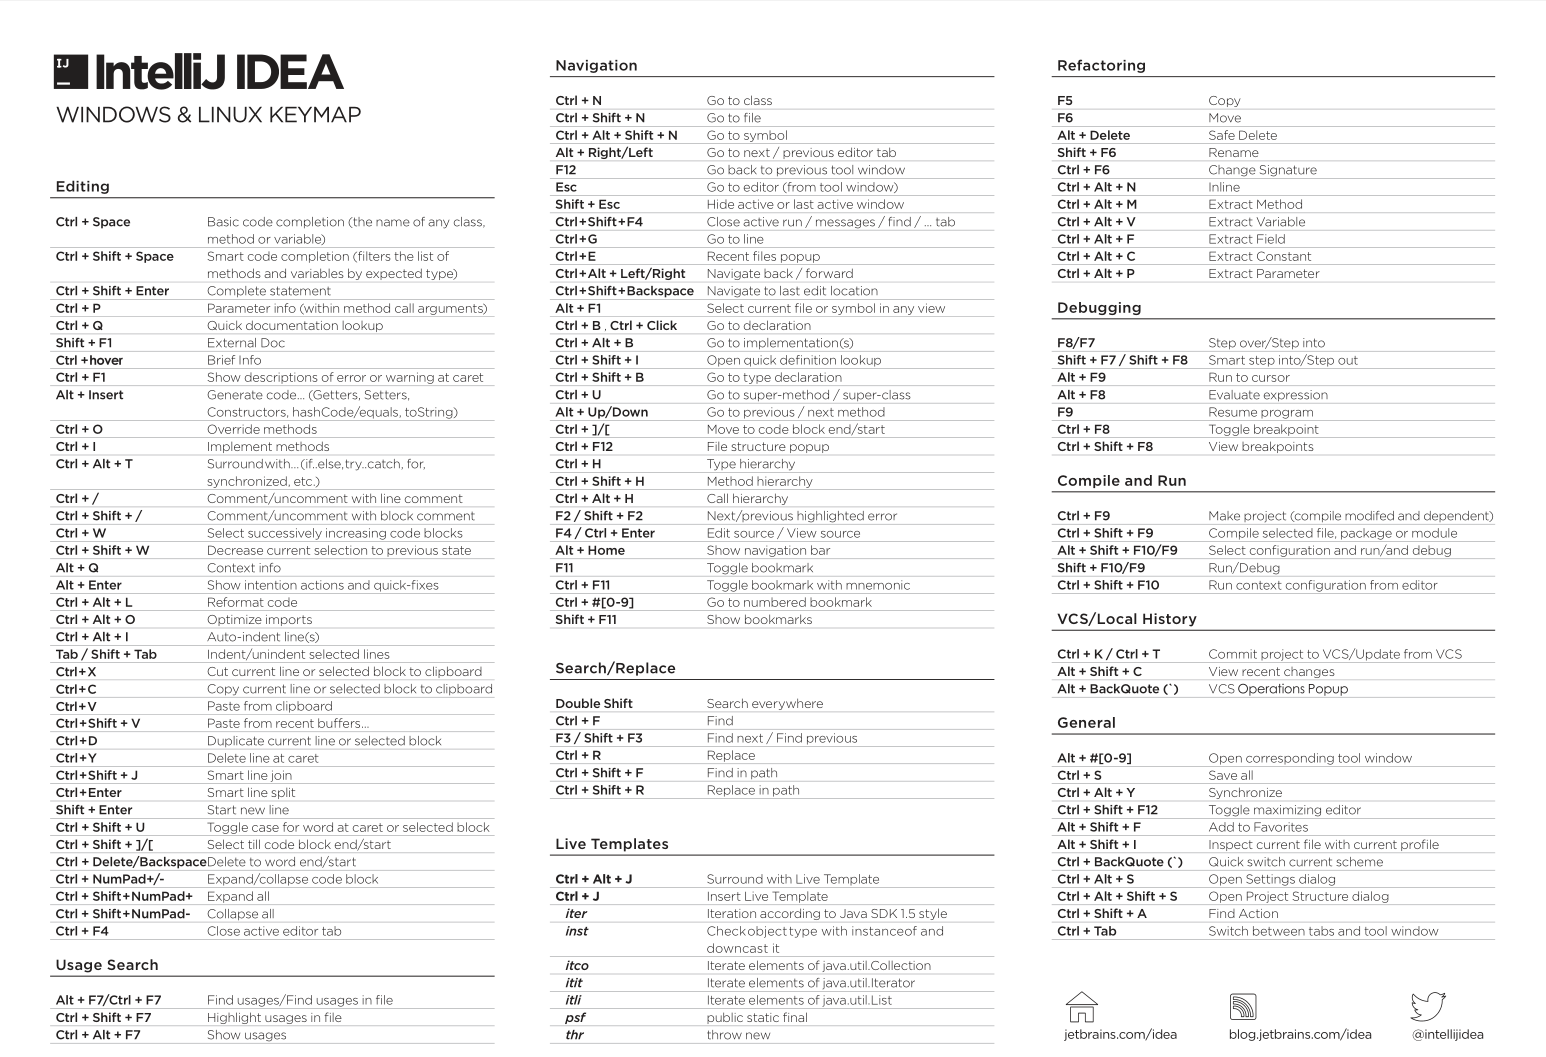 IJ
IntelliJ IDEA
WINDOWS & LINUX KEYMAP
Editing
Ctrl + Space Basic code completion (the name of any class,
method or variable)
Ctrl + Shift + Space Smart code completion (filters the list of
methods and variables by expected type)
Ctrl + Shift + Enter Complete statement
Ctrl + P Parameter info (within method call arguments)
Ctrl + Q Quick documentation lookup
Shift + F1 External Doc
Ctrl +hover Brief Info
Ctrl + F1 Show descriptions of error or warning at caret
Alt + Insert Generate code... (Getters, Setters,
Constructors, hashCode/equals, toString)
Ctrl + O Override methods
Ctrl + I Implement methods
Ctrl + Alt + T Surround with... (if..else, try..catch, for,
synchronized, etc.)
Ctrl + / Comment/uncomment with line comment
Ctrl + Shift + / Comment/uncomment with block comment
Ctrl + W Select successively increasing code blocks
Ctrl + Shift + W Decrease current selection to previous state
Alt + Q Context info
Alt + Enter Show intention actions and quick-fixes
Ctrl + Alt + L Reformat code
Ctrl + Alt + O Optimize imports
Ctrl + Alt + I Auto-indent line(s)
Tab / Shift + Tab Indent/unindent selected lines
Ctrl+X Cut current line or selected block to clipboard
Ctrl+C Copy current line or selected block to clipboard
Ctrl+V Paste from clipboard
Ctrl+Shift + V Paste from recent buffers...
Ctrl+D Duplicate current line or selected block
Ctrl+Y Delete line at caret
Ctrl+Shift + J Smart line join
Ctrl+Enter Smart line split
Shift + Enter Start new line
Ctrl + Shift + U Toggle case for word at caret or selected block
Ctrl + Shift + ]/[ Select till code block end/start
Ctrl + Delete/Backspace Delete to word end/start
Ctrl + NumPad+/- Expand/collapse code block
Ctrl + Shift+NumPad+ Expand all
Ctrl + Shift+NumPad- Collapse all
Ctrl + F4 Close active editor tab
Usage Search
Alt + F7/Ctrl + F7 Find usages/Find usages in file
Ctrl + Shift + F7 Highlight usages in file
Ctrl + Alt + F7 Show usages
Navigation
Ctrl + N Go to class
Ctrl + Shift + N Go to file
Ctrl + Alt + Shift + N Go to symbol
Alt + Right/Left Go to next / previous editor tab
F12 Go back to previous tool window
Esc Go to editor (from tool window)
Shift + Esc Hide active or last active window
Ctrl+Shift+F4 Close active run / messages / find / ... tab
Ctrl+G Go to line
Ctrl+E Recent files popup
Ctrl+Alt + Left/Right Navigate back / forward
Ctrl+Shift+Backspace Navigate to last edit location
Alt + F1 Select current file or symbol in any view
Ctrl + B , Ctrl + Click Go to declaration
Ctrl + Alt + B Go to implementation(s)
Ctrl + Shift + I Open quick definition lookup
Ctrl + Shift + B Go to type declaration
Ctrl + U Go to super-method / super-class
Alt + Up/Down Go to previous / next method
Ctrl + ]/[ Move to code block end/start
Ctrl + F12 File structure popup
Ctrl + H Type hierarchy
Ctrl + Shift + H Method hierarchy
Ctrl + Alt + H Call hierarchy
F2 / Shift + F2 Next/previous highlighted error
F4 / Ctrl + Enter Edit source / View source
Alt + Home Show navigation bar
F11 Toggle bookmark
Ctrl + F11 Toggle bookmark with mnemonic
Ctrl + #[0-9] Go to numbered bookmark
Shift + F11 Show bookmarks
Search/Replace
Double Shift Search everywhere
Ctrl + F Find
F3 / Shift + F3 Find next / Find previous
Ctrl + R Replace
Ctrl + Shift + F Find in path
Ctrl + Shift + R Replace in path
Live Templates
Ctrl + Alt + J Surround with Live Template
Ctrl + J Insert Live Template
iter Iteration according to Java SDK 1.5 style
inst Check object type with instanceof and
downcast it
itco Iterate elements of java.util.Collection
itit Iterate elements of java.util.Iterator
itli Iterate elements of java.util.List
psf public static final
thr throw new
Refactoring
F5 Copy
F6 Move
Alt + Delete Safe Delete
Shift + F6 Rename
Ctrl + F6 Change Signature
Ctrl + Alt + N Inline
Ctrl + Alt + M Extract Method
Ctrl + Alt + V Extract Variable
Ctrl + Alt + F Extract Field
Ctrl + Alt + C Extract Constant
Ctrl + Alt + P Extract Parameter
Debugging
F8/F7 Step over/Step into
Shift + F7 / Shift + F8 Smart step into/Step out
Alt + F9 Run to cursor
Alt + F8 Evaluate expression
F9 Resume program
Ctrl + F8 Toggle breakpoint
Ctrl + Shift + F8 View breakpoints
Compile and Run
Ctrl + F9 Make project (compile modifed and dependent)
Ctrl + Shift + F9 Compile selected file, package or module
Alt + Shift + F10/F9 Select configuration and run/and debug
Shift + F10/F9 Run/Debug
Ctrl + Shift + F10 Run context configuration from editor
VCS/Local History
Ctrl + K / Ctrl + T Commit project to VCS/Update from VCS
Alt + Shift + C View recent changes
Alt + BackQuote (`) VCS Operations Popup
General
Alt + #[0-9] Open corresponding tool window
Ctrl + S Save all
Ctrl + Alt + Y Synchronize
Ctrl + Shift + F12 Toggle maximizing editor
Alt + Shift + F Add to Favorites
Alt + Shift + I Inspect current file with current profile
Ctrl + BackQuote (`) Quick switch current scheme
Ctrl + Alt + S Open Settings dialog
Ctrl + Alt + Shift + S Open Project Structure dialog
Ctrl + Shift + A Find Action
Ctrl + Tab Switch between tabs and tool window
jetbrains.com/idea blog.jetbrains.com/idea @intellijidea